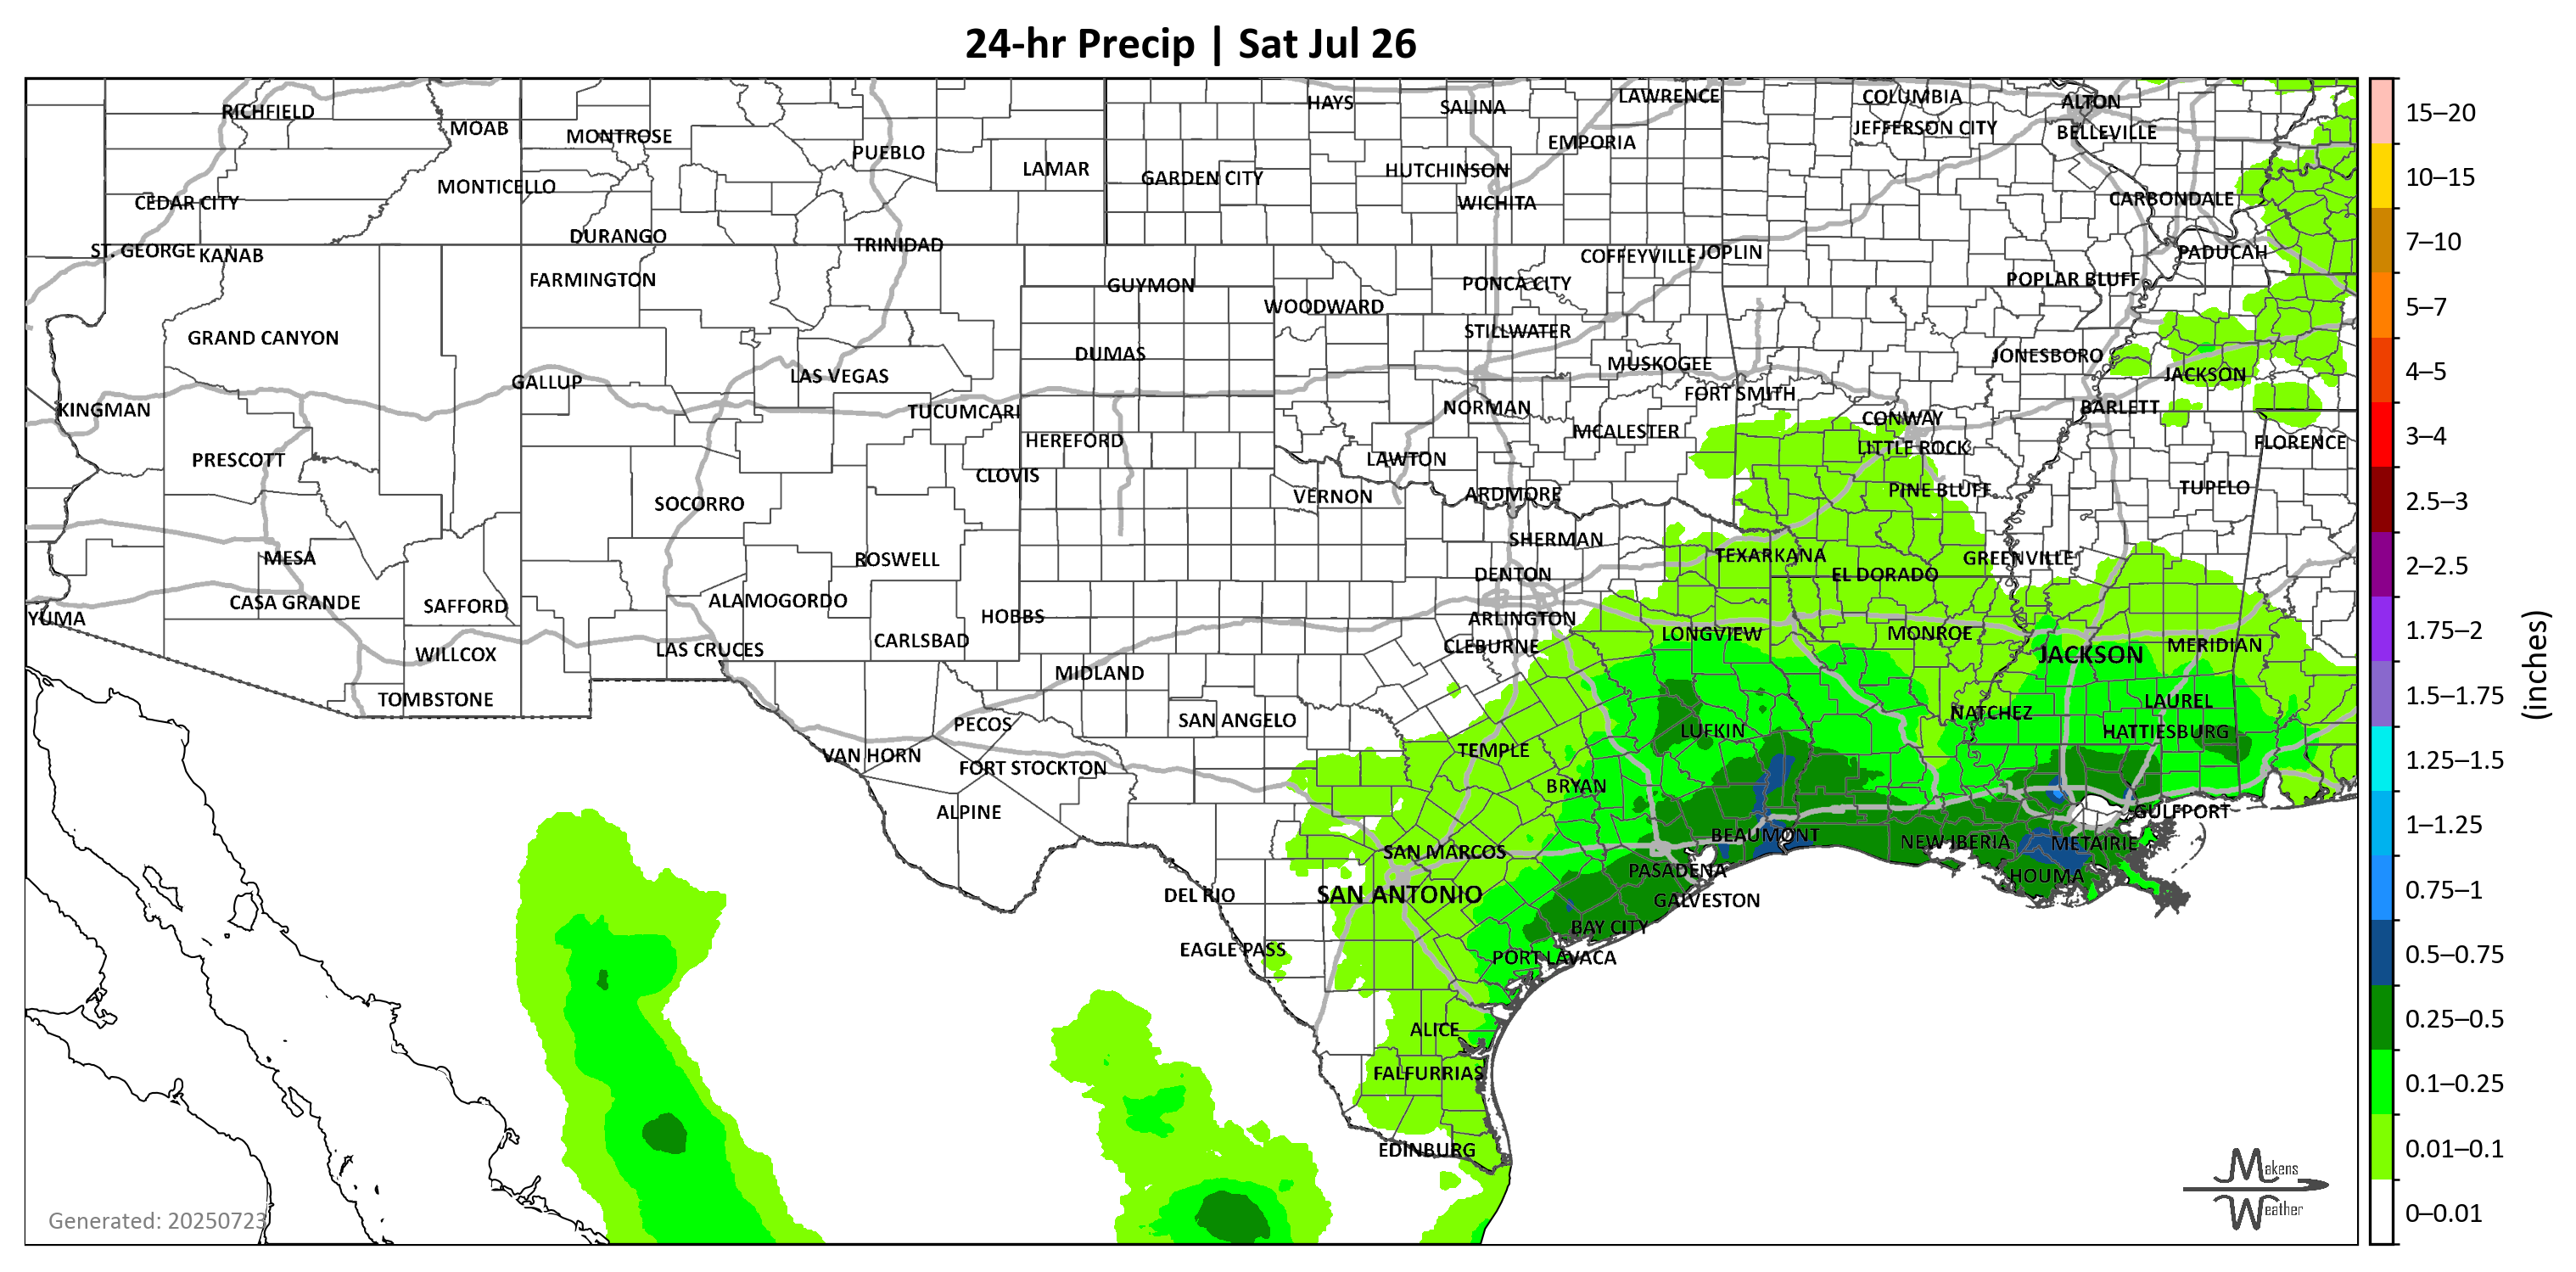 24-hr Precip | Sat Jul 26
RICHFIELD
MOAB
MONTROSE
PUEBLO
LAMAR
HAYS
SALINA
LAWRENCE
COLUMBIA
ALTON
JEFFERSON CITY
BELLEVILLE
EMPORIA
HUTCHINSON
GARDEN CITY
MONTICELLO
CEDAR CITY
WICHITA
CARBONDALE
DURANGO
TRINIDAD
ST. GEORGE
KANAB
COFFEYVILLE
JOPLIN
PADUCAH
FARMINGTON
GUYMON
PONCA CITY
POPLAR BLUFF
WOODWARD
GRAND CANYON
STILLWATER
DUMAS
JONESBORO
MUSKOGEE
GALLUP
LAS VEGAS
JACKSON
FORT SMITH
KINGMAN
TUCUMCARI
NORMAN
BARLETT
CONWAY
HEREFORD
MCALESTER
LITTLE ROCK
FLORENCE
PRESCOTT
LAWTON
CLOVIS
VERNON
ARDMORE
PINE BLUFF
TUPELO
SOCORRO
SHERMAN
MESA
ROSWELL
TEXARKANA
GREENVILLE
DENTON
EL DORADO
CASA GRANDE
SAFFORD
ALAMOGORDO
HOBBS
YUMA
ARLINGTON
LONGVIEW
MONROE
WILLCOX
LAS CRUCES
CARLSBAD
CLEBURNE
JACKSON
MERIDIAN
MIDLAND
TOMBSTONE
LAUREL
PECOS
SAN ANGELO
NATCHEZ
LUFKIN
HATTIESBURG
VAN HORN
FORT STOCKTON
TEMPLE
BRYAN
ALPINE
GULFPORT
BEAUMONT
NEW IBERIA
METAIRIE
SAN MARCOS
PASADENA
HOUMA
DEL RIO
SAN ANTONIO
GALVESTON
BAY CITY
EAGLE PASS
PORT LAVACA
ALICE
FALFURRIAS
EDINBURG
Generated: 20250723
Makens
Weather
15–20
10–15
7–10
5–7
4–5
3–4
2.5–3
2–2.5
1.75–2
1.5–1.75
1.25–1.5
1–1.25
0.75–1
0.5–0.75
0.25–0.5
0.1–0.25
0.01–0.1
0–0.01
(inches)